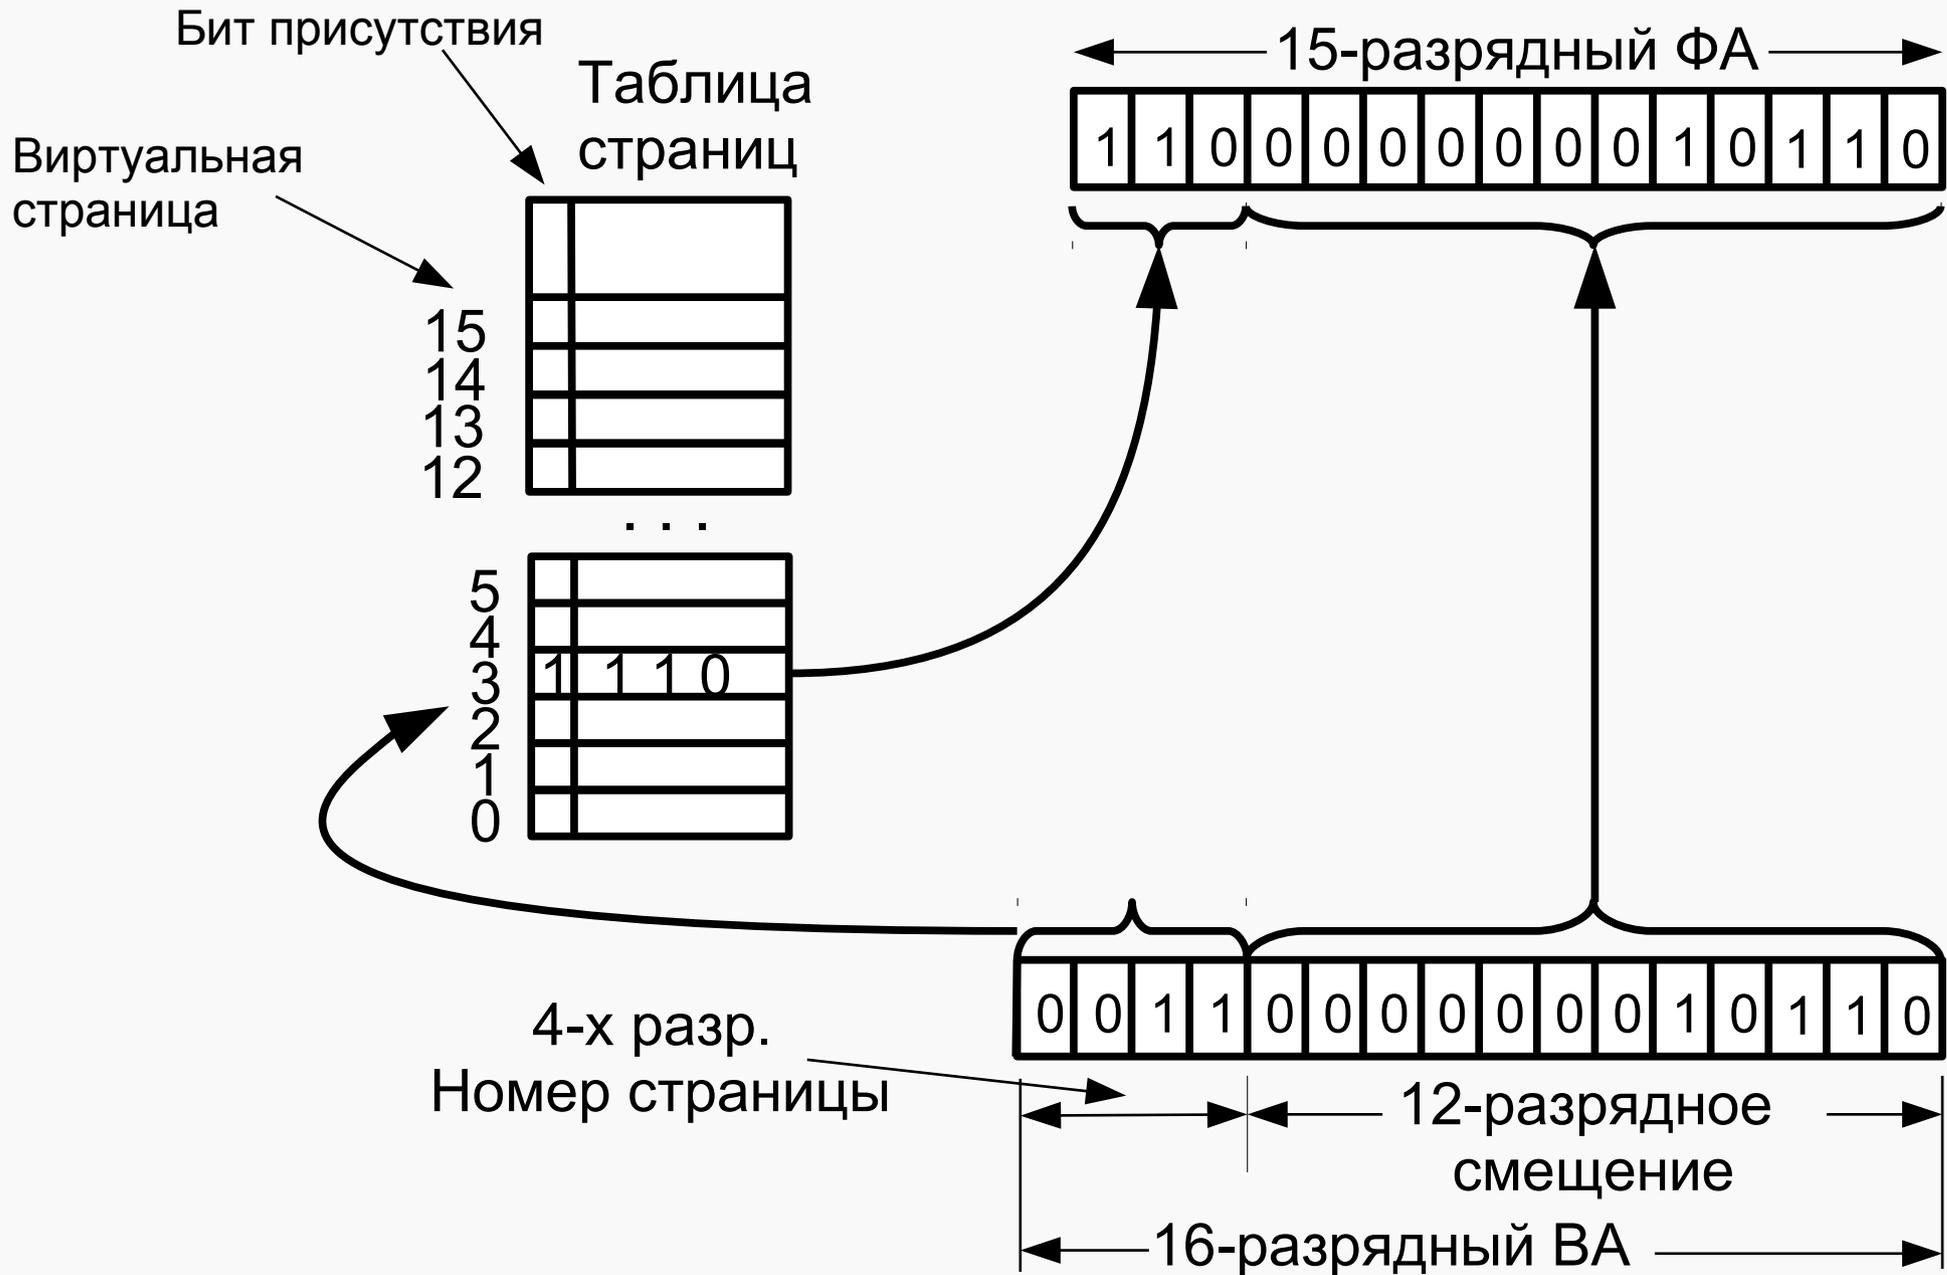 Бит присутствия
15-разрядный ФА
Таблица
страниц
Виртуальная
страница
1 1 0 0 0 0 0 0 0 0 1 0 1 1 0
15
14
13
12
. . .
5
4
3 1 1 1 0
2
1
0
0 0 1 1 0 0 0 0 0 0 0 1 0 1 1 0
4-х разр.
Номер страницы
12-разрядное
смещение
16-разрядный ВА